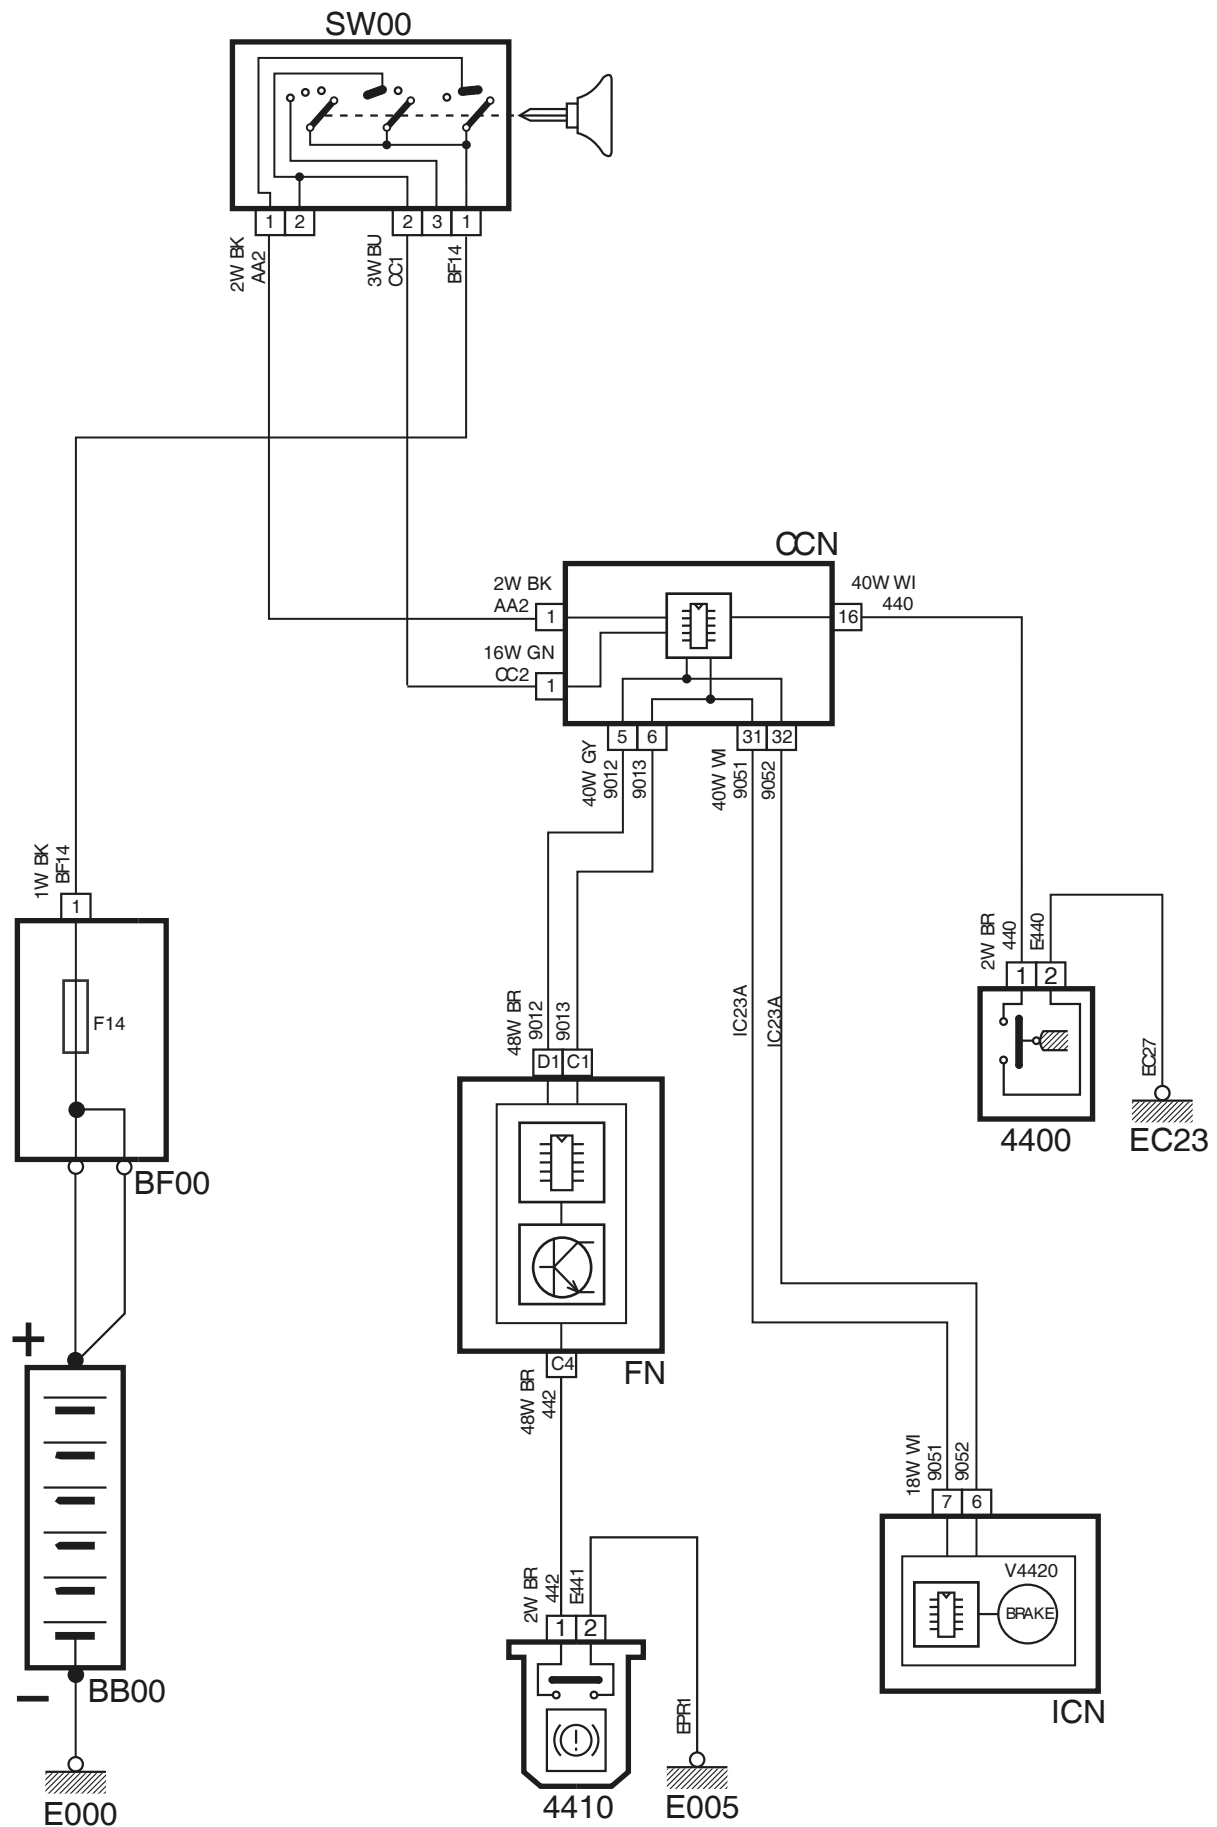 SW00
1 2 2 3 1
2W BK
AA2
3W BU
CC1
BF14
CCN
2W BK
AA2
1
16W GN
CC2
1
40W WI
440
16
5 6 31 32
40W GY
9012
9013
40W WI
9051
9052
1W BK
BF14
1
F14
BF00
48W BR
9012
9013
D1 C1
IC23A
IC23A
2W BR
440
E440
1 2
4400
EC27
EC23
C4
FN
48W BR
442
+
BB00
–
E000
18W WI
9051
9052
7 6
V4420
BRAKE
ICN
2W BR
442
E441
1 2
!
4410
EPR1
E005